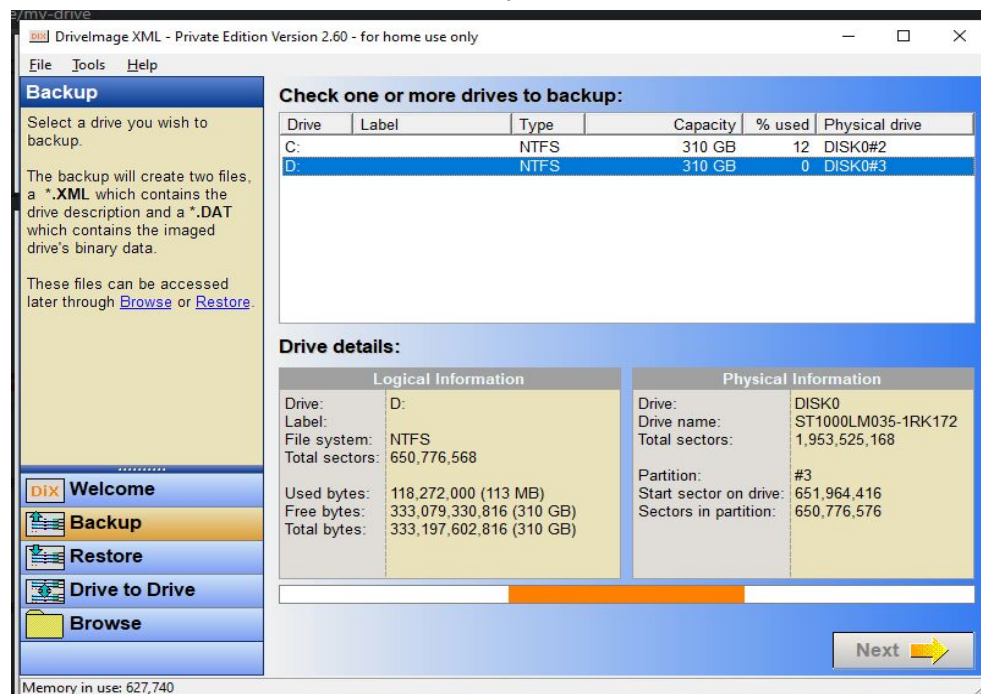 e/my-drive
DiX DriveImage XML - Private Edition Version 2.60 - for home use only
File Tools Help
Backup
Select a drive you wish to
backup.
The backup will create two files,
a *.XML which contains the
drive description and a *.DAT
which contains the imaged
drive's binary data.
These files can be accessed
later through Browse or Restore.
Check one or more drives to backup:
Drive Label Type Capacity % used Physical drive
C: NTFS 310 GB 12 DISK0#2
D: NTFS 310 GB 0 DISK0#3
Drive details:
Logical Information
Drive: D:
Label:
File system: NTFS
Total sectors: 650,776,568
Used bytes: 118,272,000 (113 MB)
Free bytes: 333,079,330,816 (310 GB)
Total bytes: 333,197,602,816 (310 GB)
Physical Information
Drive: DISK0
Drive name: ST1000LM035-1RK172
Total sectors: 1,953,525,168
Partition: #3
Start sector on drive: 651,964,416
Sectors in partition: 650,776,576
DiX Welcome
Backup
Restore
Drive to Drive
Browse
Next
Memory in use: 627,740